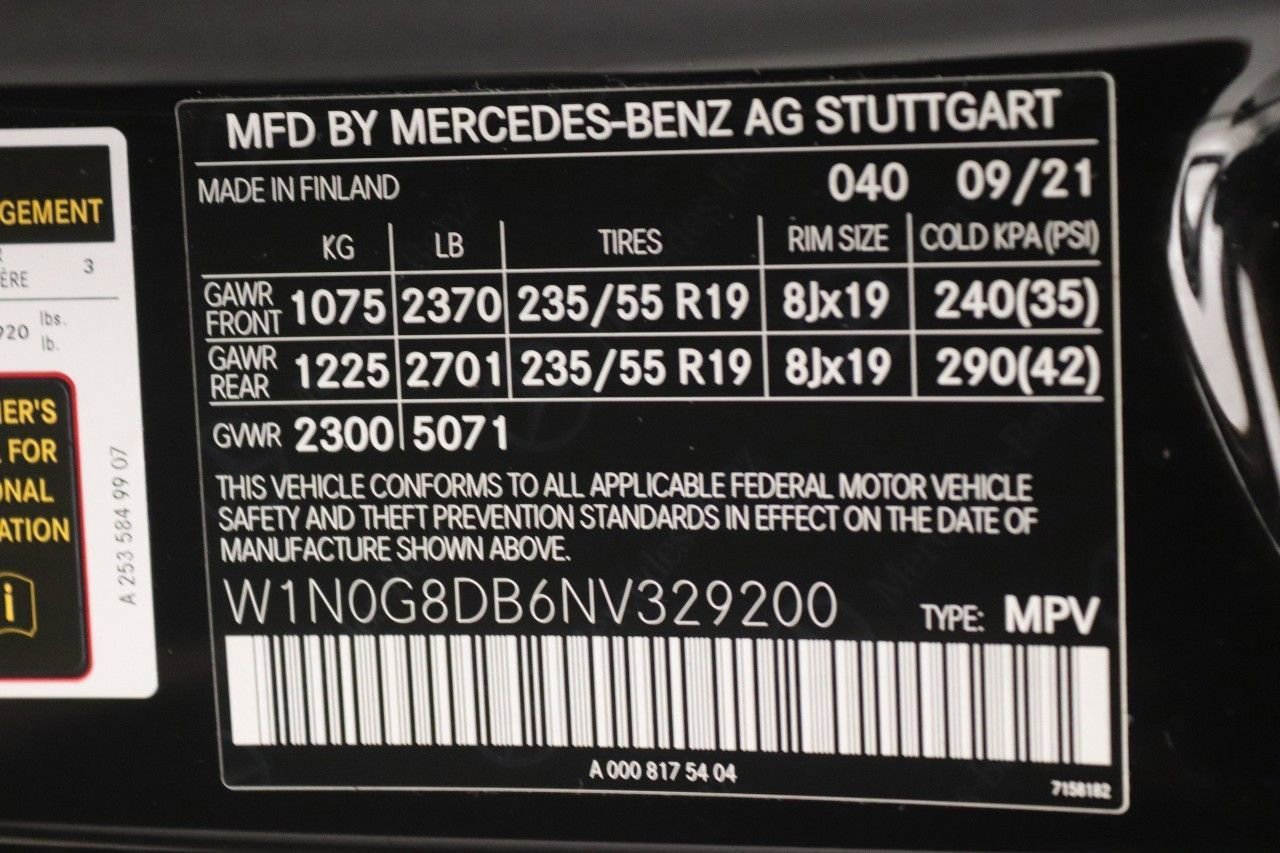 GEMENT
ÈRE 3
920 lbs.
lb.
ER'S
FOR
ONAL
ATION
i
A 253 584 99 07
MFD BY MERCEDES-BENZ AG STUTTGART
MADE IN FINLAND 040 09/21
KG LB TIRES RIM SIZE COLD KPA(PSI)
GAWR FRONT 1075 2370 235/55 R19 8Jx19 240(35)
GAWR REAR 1225 2701 235/55 R19 8Jx19 290(42)
GVWR 2300 5071
THIS VEHICLE CONFORMS TO ALL APPLICABLE FEDERAL MOTOR VEHICLE
SAFETY AND THEFT PREVENTION STANDARDS IN EFFECT ON THE DATE OF
MANUFACTURE SHOWN ABOVE.
W1N0G8DB6NV329200 TYPE: MPV
A 000 817 54 04
7158182